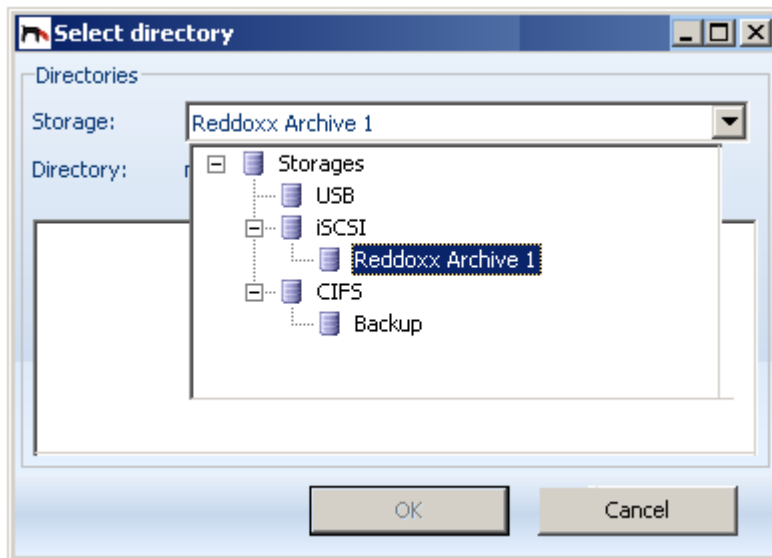 Select directory
Directories
Storage: Reddoxx Archive 1
Directory:
Storages
USB
iSCSI
Reddoxx Archive 1
CIFS
Backup
OK Cancel